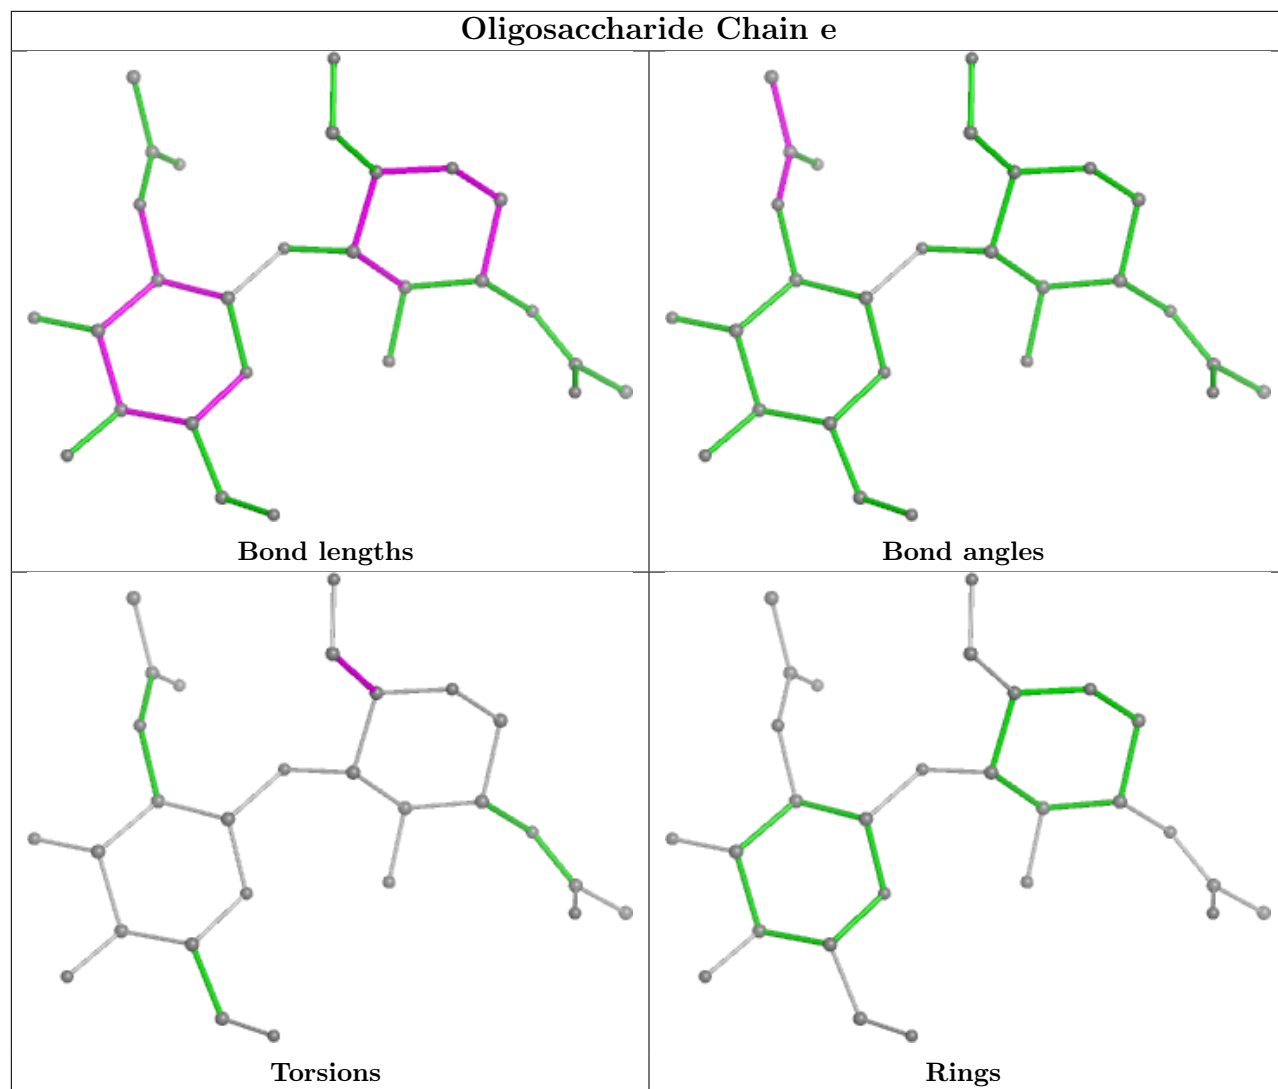 Oligosaccharide Chain e
Bond lengths
Bond angles
Torsions
Rings